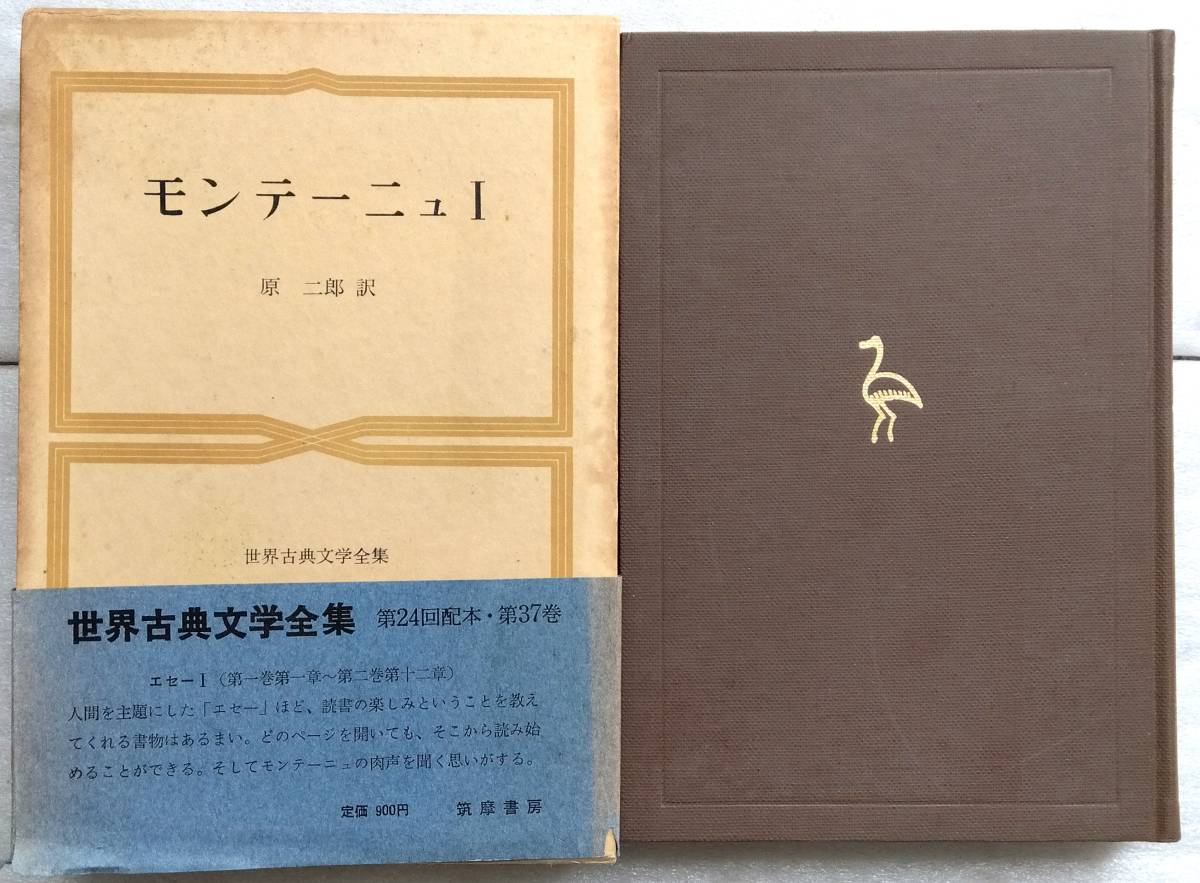 モンテーニュ I
原 二郎 訳
世界古典文学全集
世界古典文学全集 第24回配本・第37巻
エセー I (第一巻第一章~第二巻第十二章)
人間を主題にした「エセー」ほど、読書の楽しみということを教え
てくれる書物はあるまい。どのページを開いても、そこから読み始
めることができる。そしてモンテーニュの肉声を聞く思いがする。
定価 900円 筑摩書房